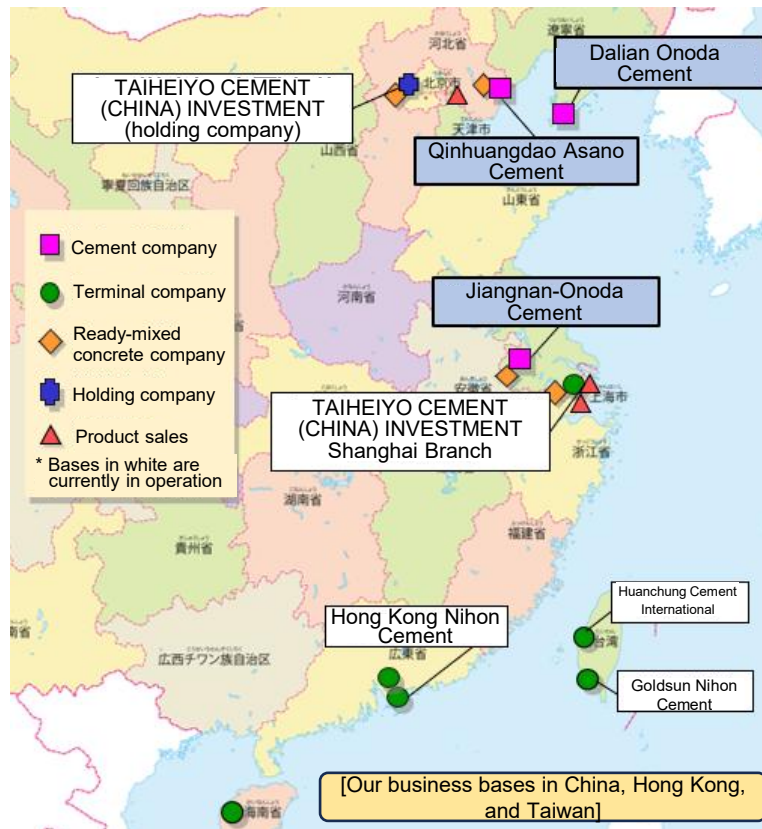 河北省
遼寧省
Dalian Onoda
Cement
TAIHEIYO CEMENT
(CHINA) INVESTMENT
(holding company)
北京市
天津市
Qinhuangdao Asano
Cement
山西省
寧夏回族自治区
山東省
Cement company
Terminal company
Ready-mixed
concrete company
Holding company
Product sales
* Bases in white are
currently in operation
河南省
Jiangnan-Onoda
Cement
安徽省
上海市
TAIHEIYO CEMENT
(CHINA) INVESTMENT
Shanghai Branch
浙江省
湖南省
貴州省
福建省
Huanchung Cement
International
台湾
Hong Kong Nihon
Cement
広東省
広西チワン族自治区
南省
Goldsun Nihon
Cement
海南省
[Our business bases in China, Hong Kong,
and Taiwan]